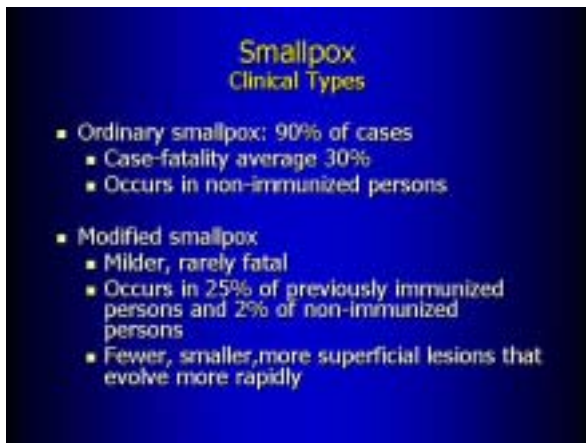 Smallpox
Clinical Types
Ordinary smallpox: 90% of cases
Case-fatality average 30%
Occurs in non-immunized persons
Modified smallpox
Milder, rarely fatal
Occurs in 25% of previously immunized
persons and 2% of non-immunized
persons
Fewer, smaller,more superficial lesions that
evolve more rapidly